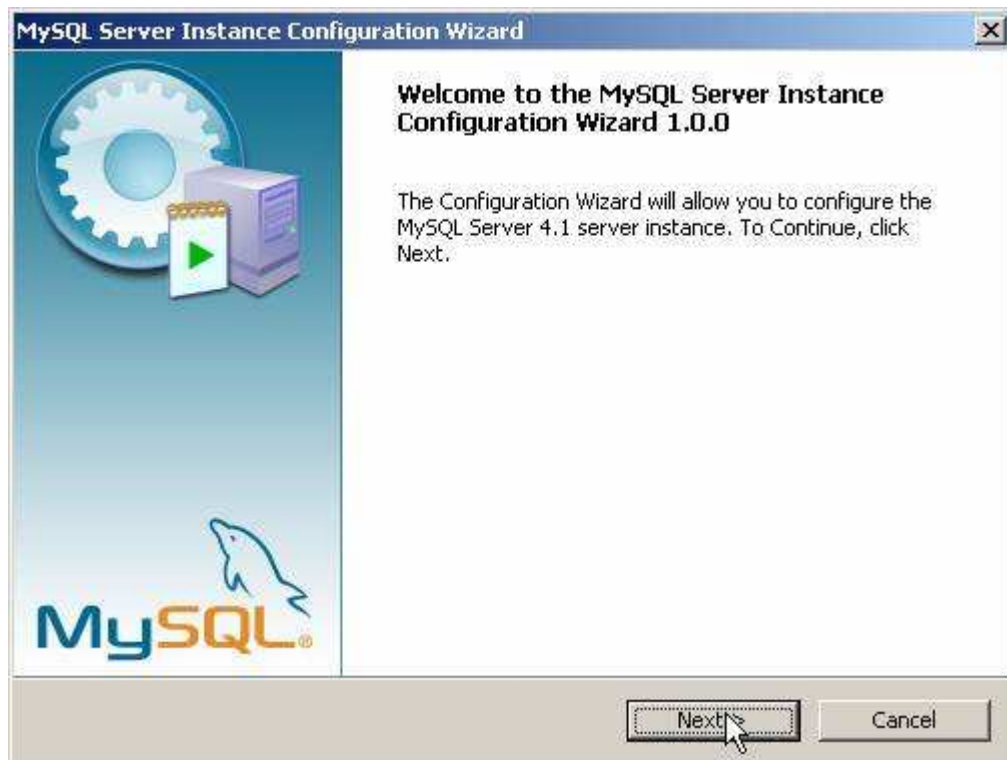 MySQL Server Instance Configuration Wizard
Welcome to the MySQL Server Instance
Configuration Wizard 1.0.0
The Configuration Wizard will allow you to configure the
MySQL Server 4.1 server instance. To Continue, click
Next.
MySQL®
Next >
Cancel